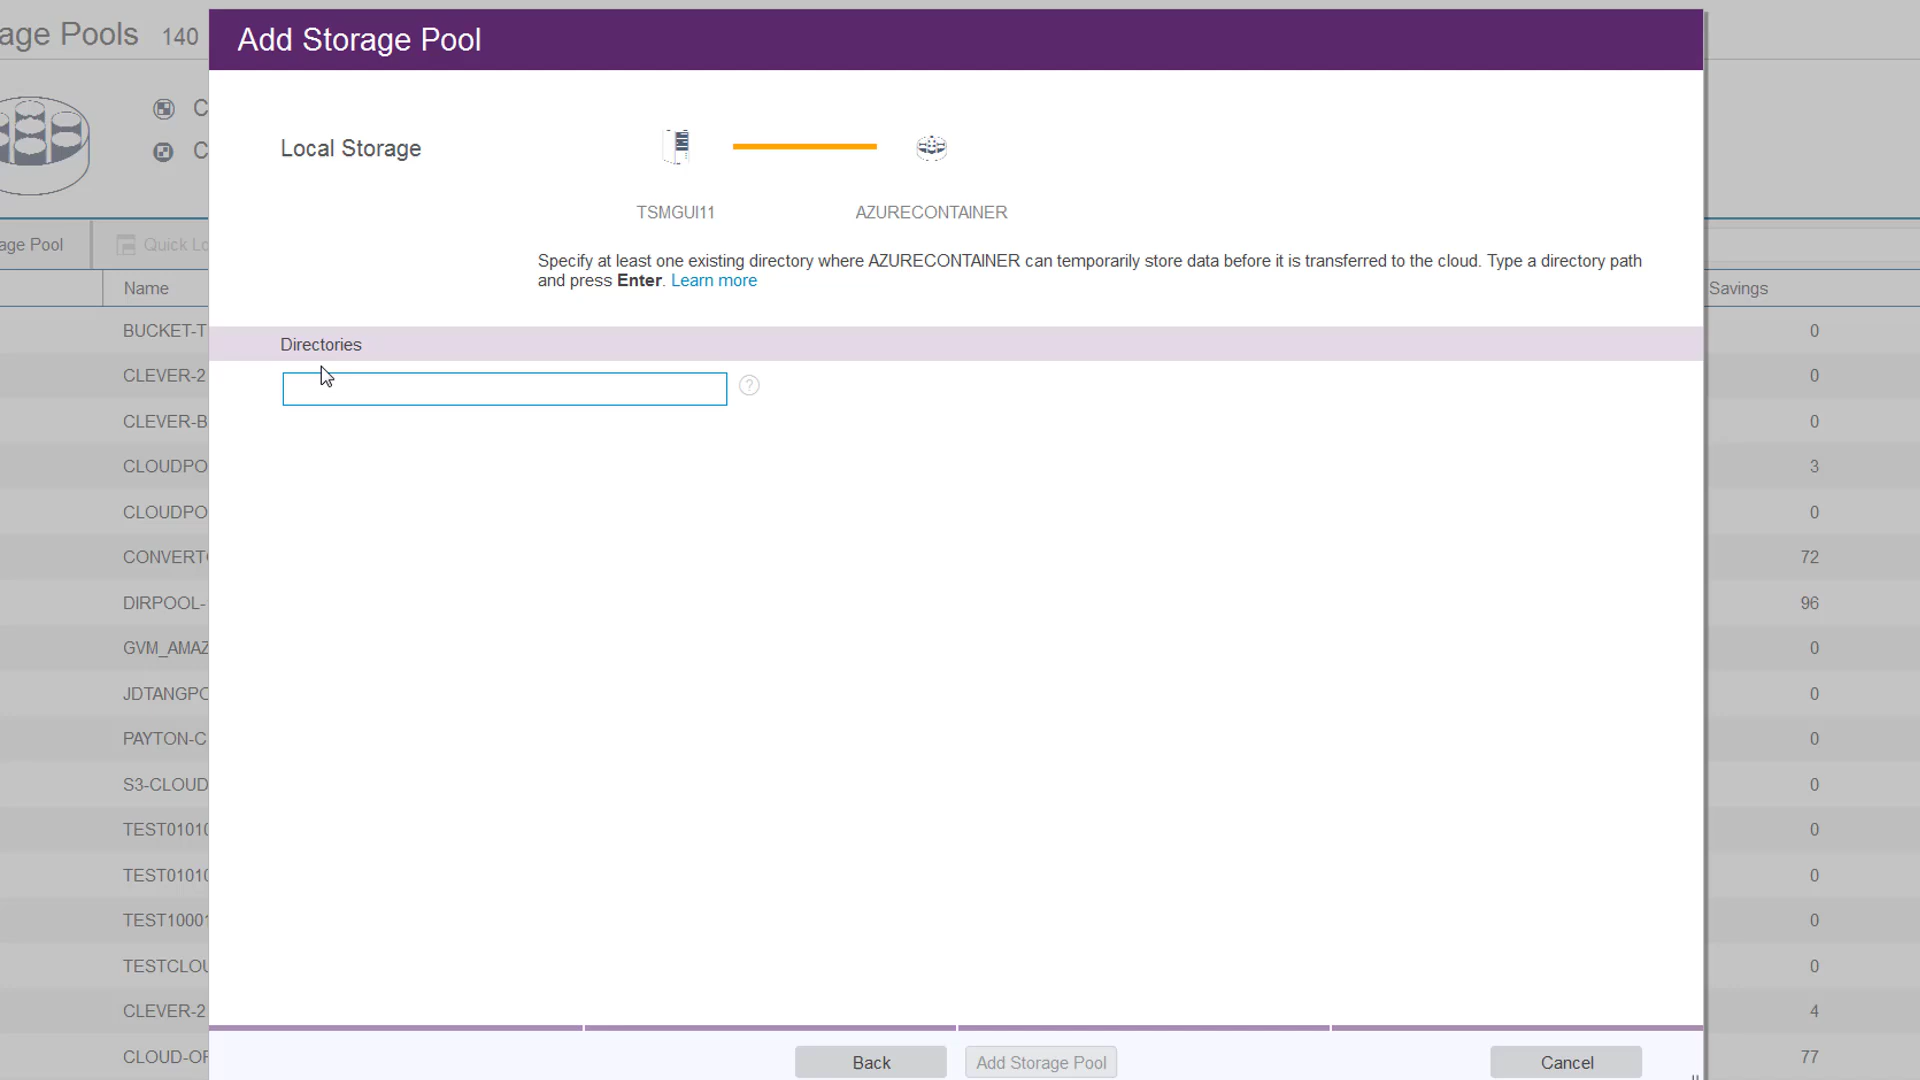 age Pools 140
Add Storage Pool
C
C
Local Storage
TSMGUI11
AZURECONTAINER
Specify at least one existing directory where AZURECONTAINER can temporarily store data before it is transferred to the cloud. Type a directory path
and press Enter. Learn more
age Pool
Quick Lo
Name
Savings
Directories
?
BUCKET-T
0
CLEVER-2
0
CLEVER-B
0
CLOUDPO
3
CLOUDPO
0
CONVERT
72
DIRPOOL-
96
GVM_AMAZ
0
JDTANGPO
0
PAYTON-C
0
S3-CLOUD
0
TEST0101
0
TEST0101
0
TEST1000
0
TESTCLOU
0
CLEVER-2
4
CLOUD-OF
77
Back
Add Storage Pool
Cancel